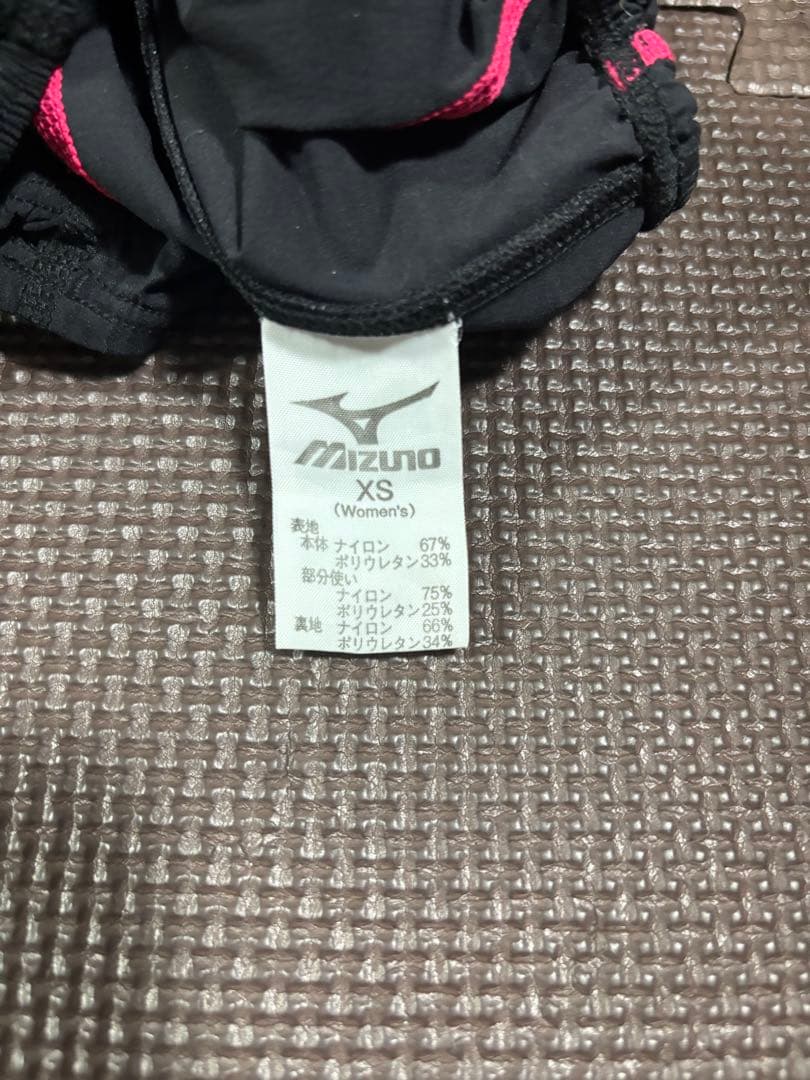 MIZUNO
XS
(Women's)
表地
本体 ナイロン 67%
ポリウレタン33%
部分使い
ナイロン 75%
ポリウレタン25%
裏地 ナイロン 66%
ポリウレタン34%